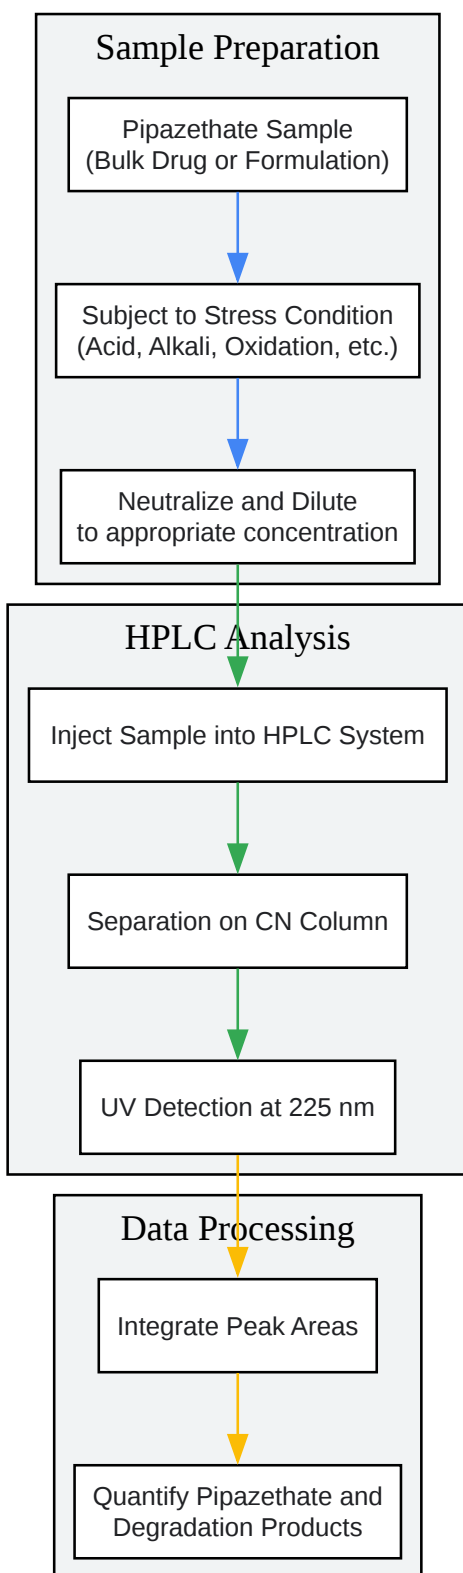 Sample Preparation
Pipazethate Sample
(Bulk Drug or Formulation)
Subject to Stress Condition
(Acid, Alkali, Oxidation, etc.)
Neutralize and Dilute
to appropriate concentration
HPLC Analysis
Inject Sample into HPLC System
Separation on CN Column
UV Detection at 225 nm
Data Processing
Integrate Peak Areas
Quantify Pipazethate and
Degradation Products